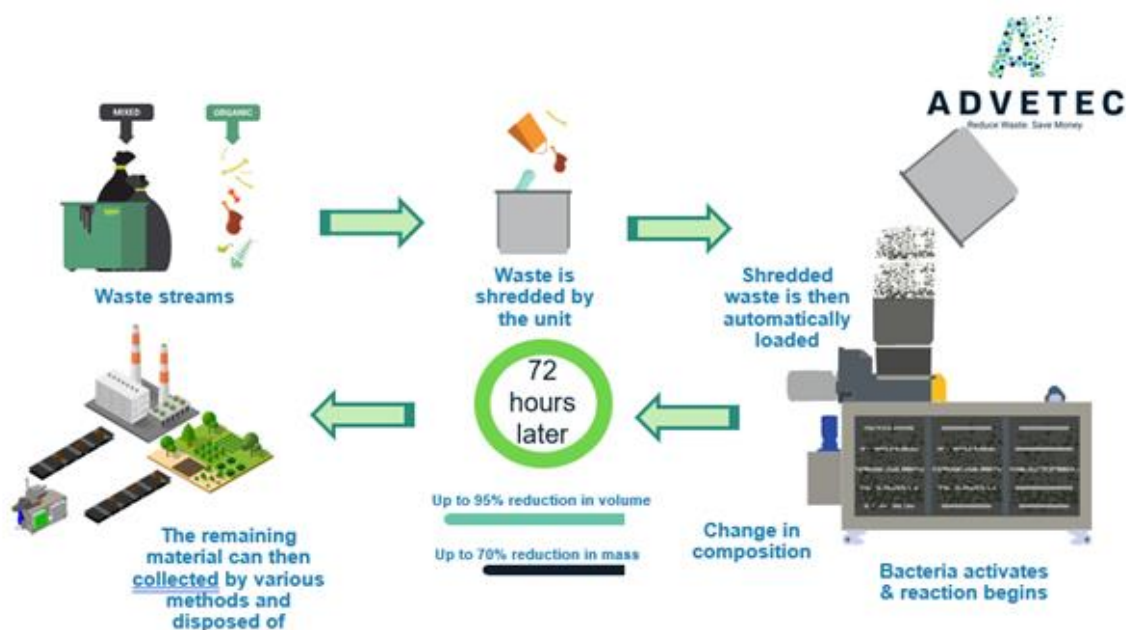 ADVETEC
Reduce Waste. Save Money
MIXED
ORGANIC
Waste streams
Waste is
shredded by
the unit
Shredded
waste is then
automatically
loaded
Bacteria activates
& reaction begins
Change in
composition
72
hours
later
Up to 95% reduction in volume
Up to 70% reduction in mass
The remaining
material can then
collected by various
methods and
disposed of